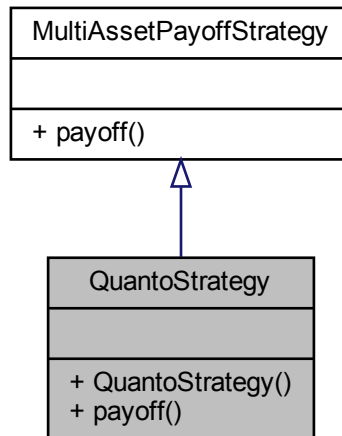 MultiAssetPayoffStrategy
+ payoff()
QuantoStrategy
+ QuantoStrategy()
+ payoff()